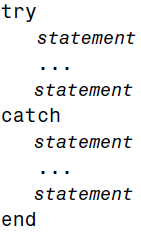 try
statement
...
statement
catch
statement
...
statement
end